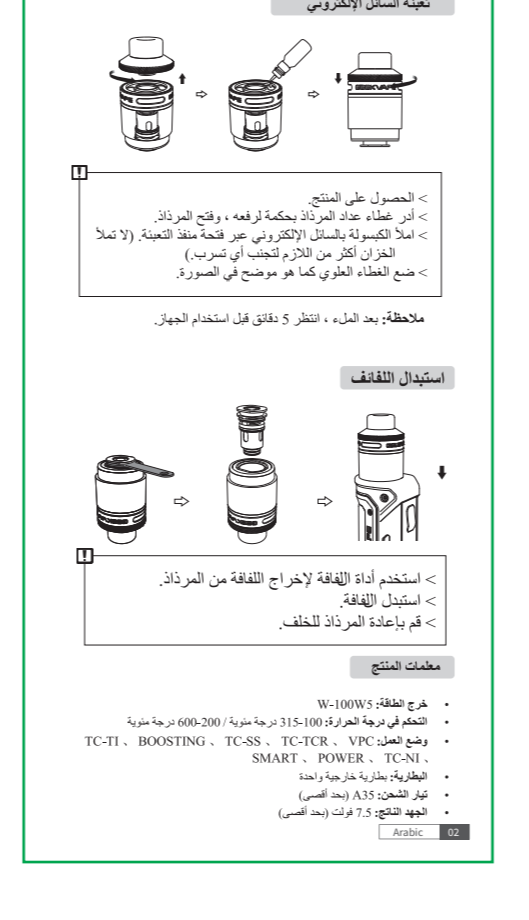 تعبئة السائل الإلكتروني
> الحصول على المنتج.
> أدر غطاء عداد المرذاذ بحكمة لرفعه ، وفتح المرذاذ.
> املأ الكبسولة بالسائل الإلكتروني عبر فتحة منفذ التعبئة. (لا تملأ
الخزان أكثر من اللازم لتجنب أي تسرب.)
> ضع الغطاء العلوي كما هو موضح في الصورة.
ملاحظة: بعد الملء ، انتظر 5 دقائق قبل استخدام الجهاز.
استبدال اللفائف
> استخدم أداة اللفافة لإخراج اللفافة من المرذاذ.
> استبدل اللفافة.
> قم بإعادة المرذاذ للخلف.
معلمات المنتج
• خرج الطاقة: W-100W5
• التحكم في درجة الحرارة: 100-315 درجة مئوية / 200-600 درجة مئوية
• وضع العمل: TC-TI 、 BOOSTING 、 TC-SS 、 TC-TCR 、 VPC
SMART 、 POWER 、 TC-NI 、
• البطارية: بطارية خارجية واحدة
• تيار الشحن: A35 (بحد أقصى)
• الجهد الناتج: 7.5 فولت (بحد أقصى)
Arabic 02